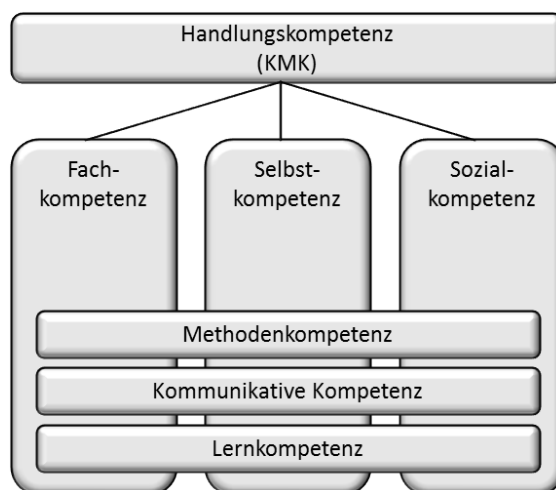 Handlungskompetenz
(KMK)
Fach-
kompetenz
Selbst-
kompetenz
Sozial-
kompetenz
Methodenkompetenz
Kommunikative Kompetenz
Lernkompetenz